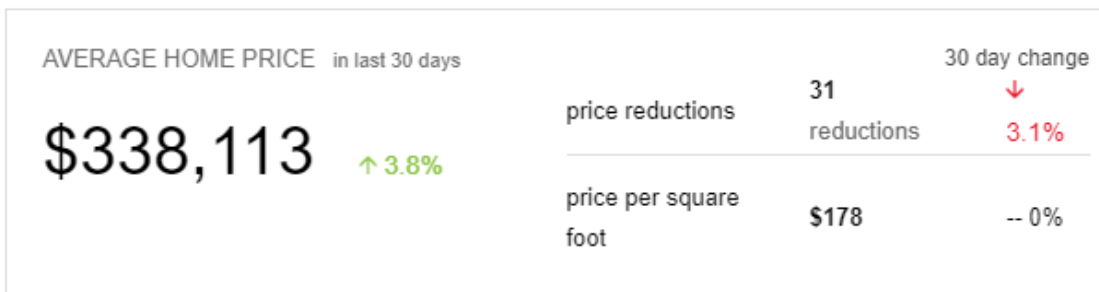 AVERAGE HOME PRICE in last 30 days
$338,113 ↑ 3.8%
30 day change
price reductions
31
reductions
↓
3.1%
price per square
foot
$178
-- 0%